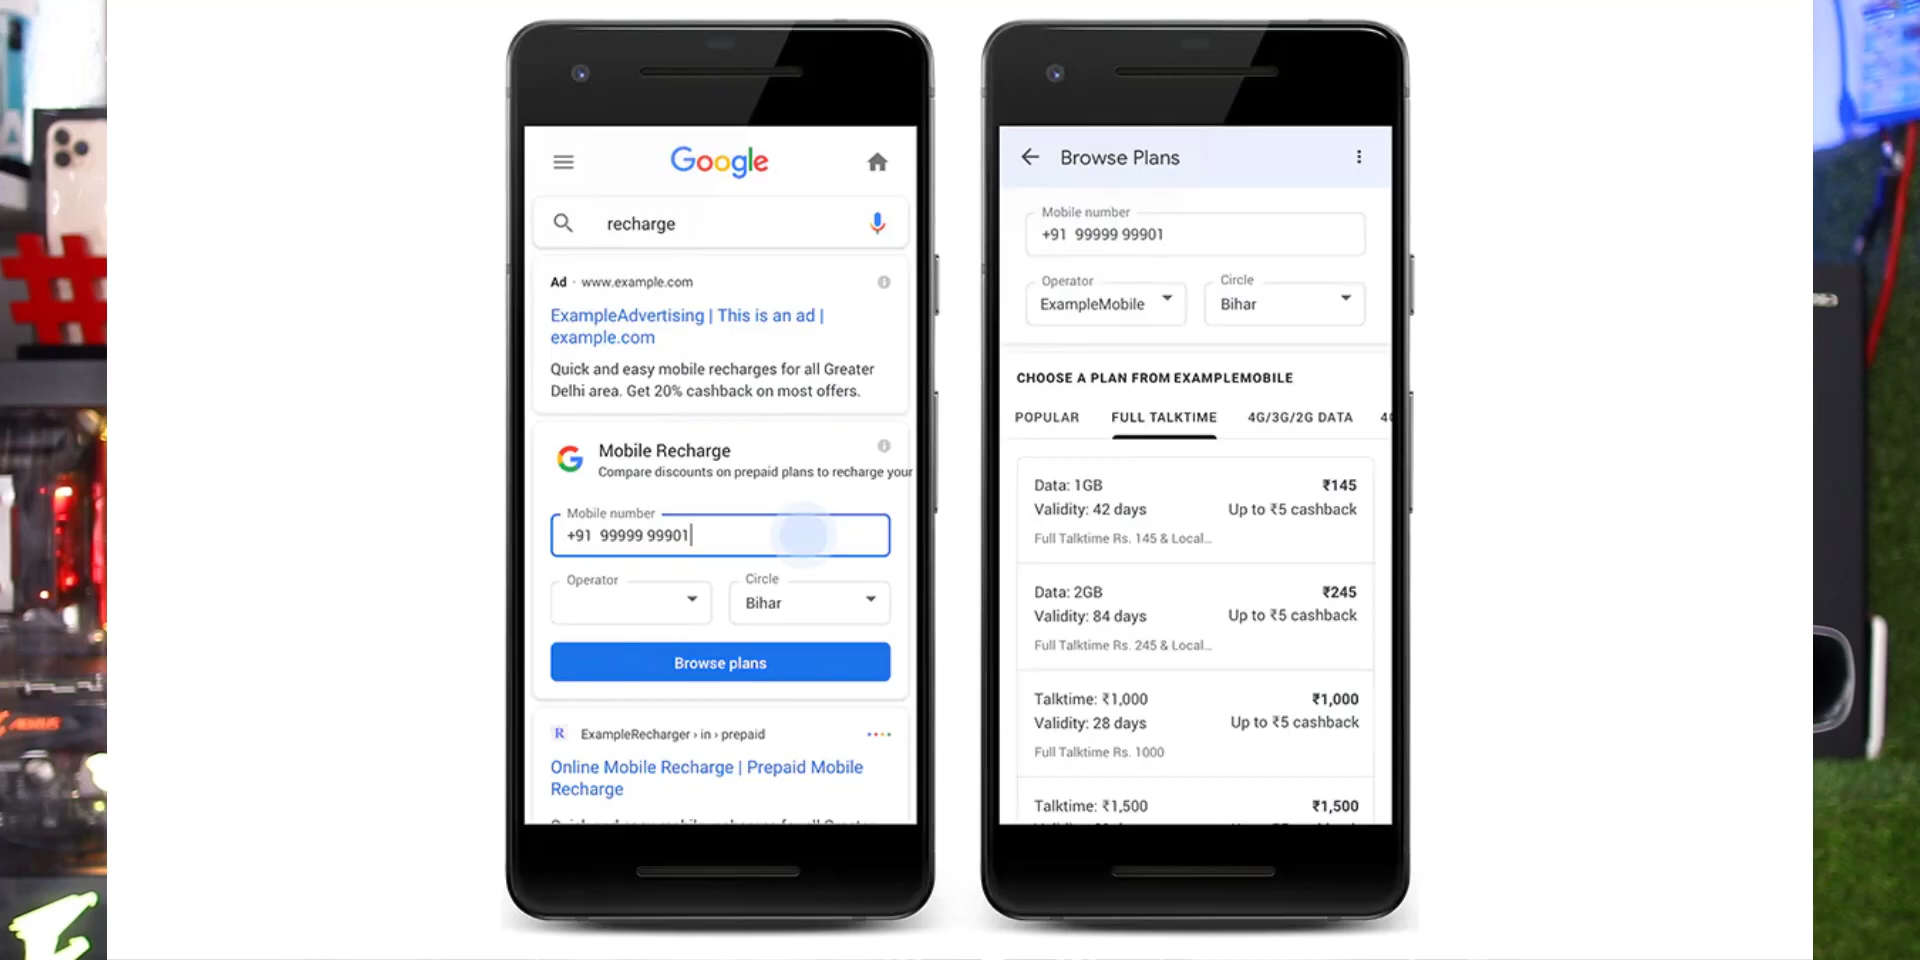 Google
recharge
Ad · www.example.com
ExampleAdvertising | This is an ad |
example.com
Quick and easy mobile recharges for all Greater
Delhi area. Get 20% cashback on most offers.
Mobile Recharge
Compare discounts on prepaid plans to recharge your
Mobile number
+91 99999 99901
Operator
Circle
Bihar
Browse plans
R ExampleRecharger › in › prepaid
Online Mobile Recharge | Prepaid Mobile
Recharge
Browse Plans
Mobile number
+91 99999 99901
Operator
ExampleMobile
Circle
Bihar
CHOOSE A PLAN FROM EXAMPLEMOBILE
POPULAR FULL TALKTIME 4G/3G/2G DATA
Data: 1GB ₹145
Validity: 42 days Up to ₹5 cashback
Full Talktime Rs. 145 & Local...
Data: 2GB ₹245
Validity: 84 days Up to ₹5 cashback
Full Talktime Rs. 245 & Local...
Talktime: ₹1,000 ₹1,000
Validity: 28 days Up to ₹5 cashback
Full Talktime Rs. 1000
Talktime: ₹1,500 ₹1,500